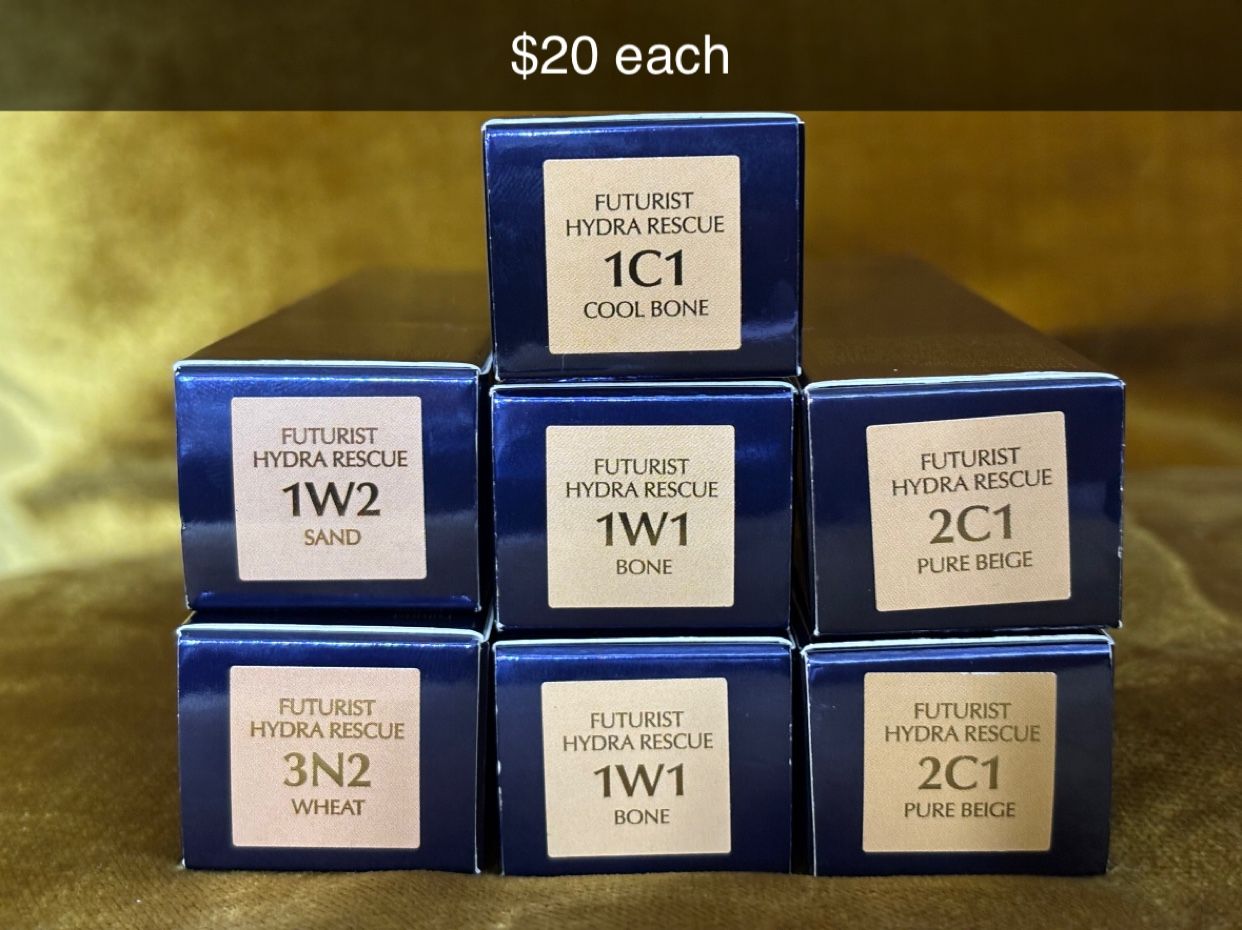 $20 each
FUTURIST
HYDRA RESCUE
1C1
COOL BONE
FUTURIST
HYDRA RESCUE
1W2
SAND
FUTURIST
HYDRA RESCUE
1W1
BONE
FUTURIST
HYDRA RESCUE
2C1
PURE BEIGE
FUTURIST
HYDRA RESCUE
3N2
WHEAT
FUTURIST
HYDRA RESCUE
1W1
BONE
FUTURIST
HYDRA RESCUE
2C1
PURE BEIGE